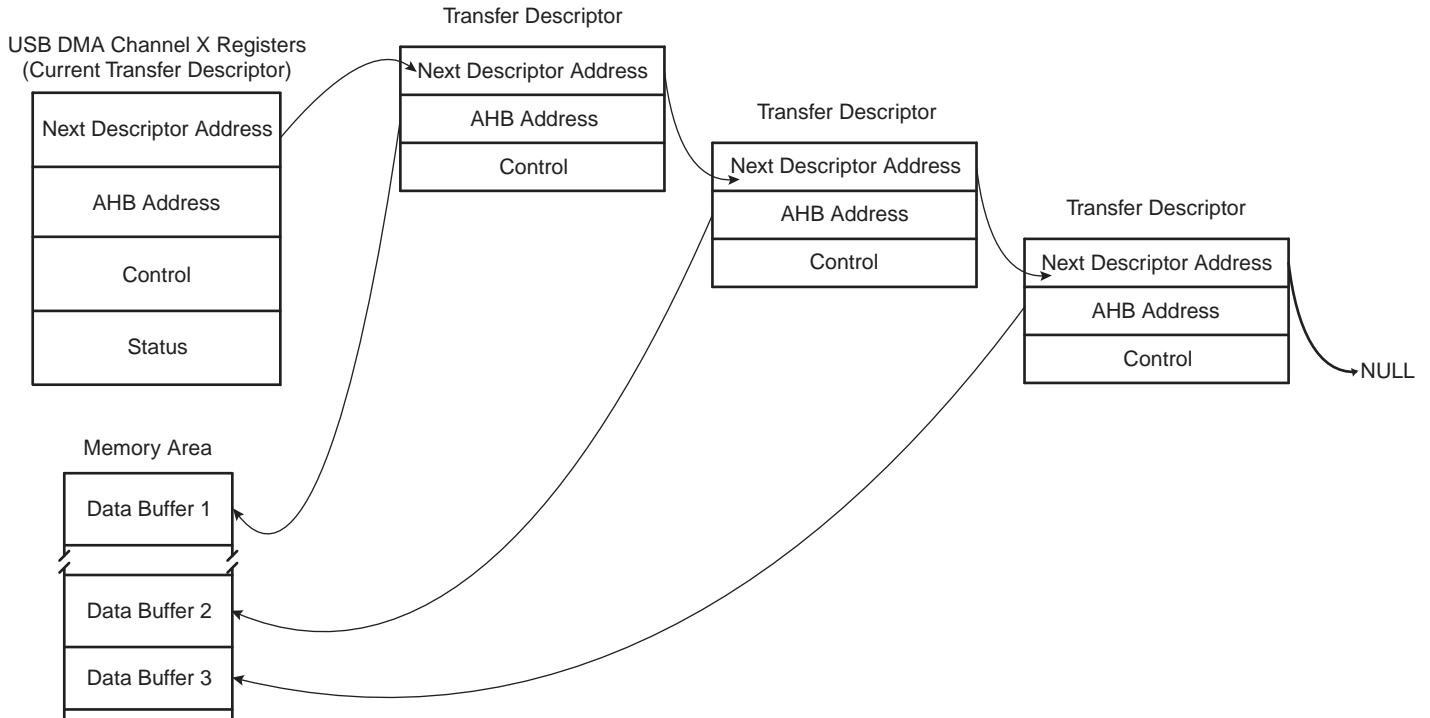 USB DMA Channel X Registers
(Current Transfer Descriptor)
Next Descriptor Address
AHB Address
Control
Status
Transfer Descriptor
Next Descriptor Address
AHB Address
Control
Transfer Descriptor
Next Descriptor Address
AHB Address
Control
Transfer Descriptor
Next Descriptor Address
AHB Address
Control
NULL
Memory Area
Data Buffer 1
Data Buffer 2
Data Buffer 3